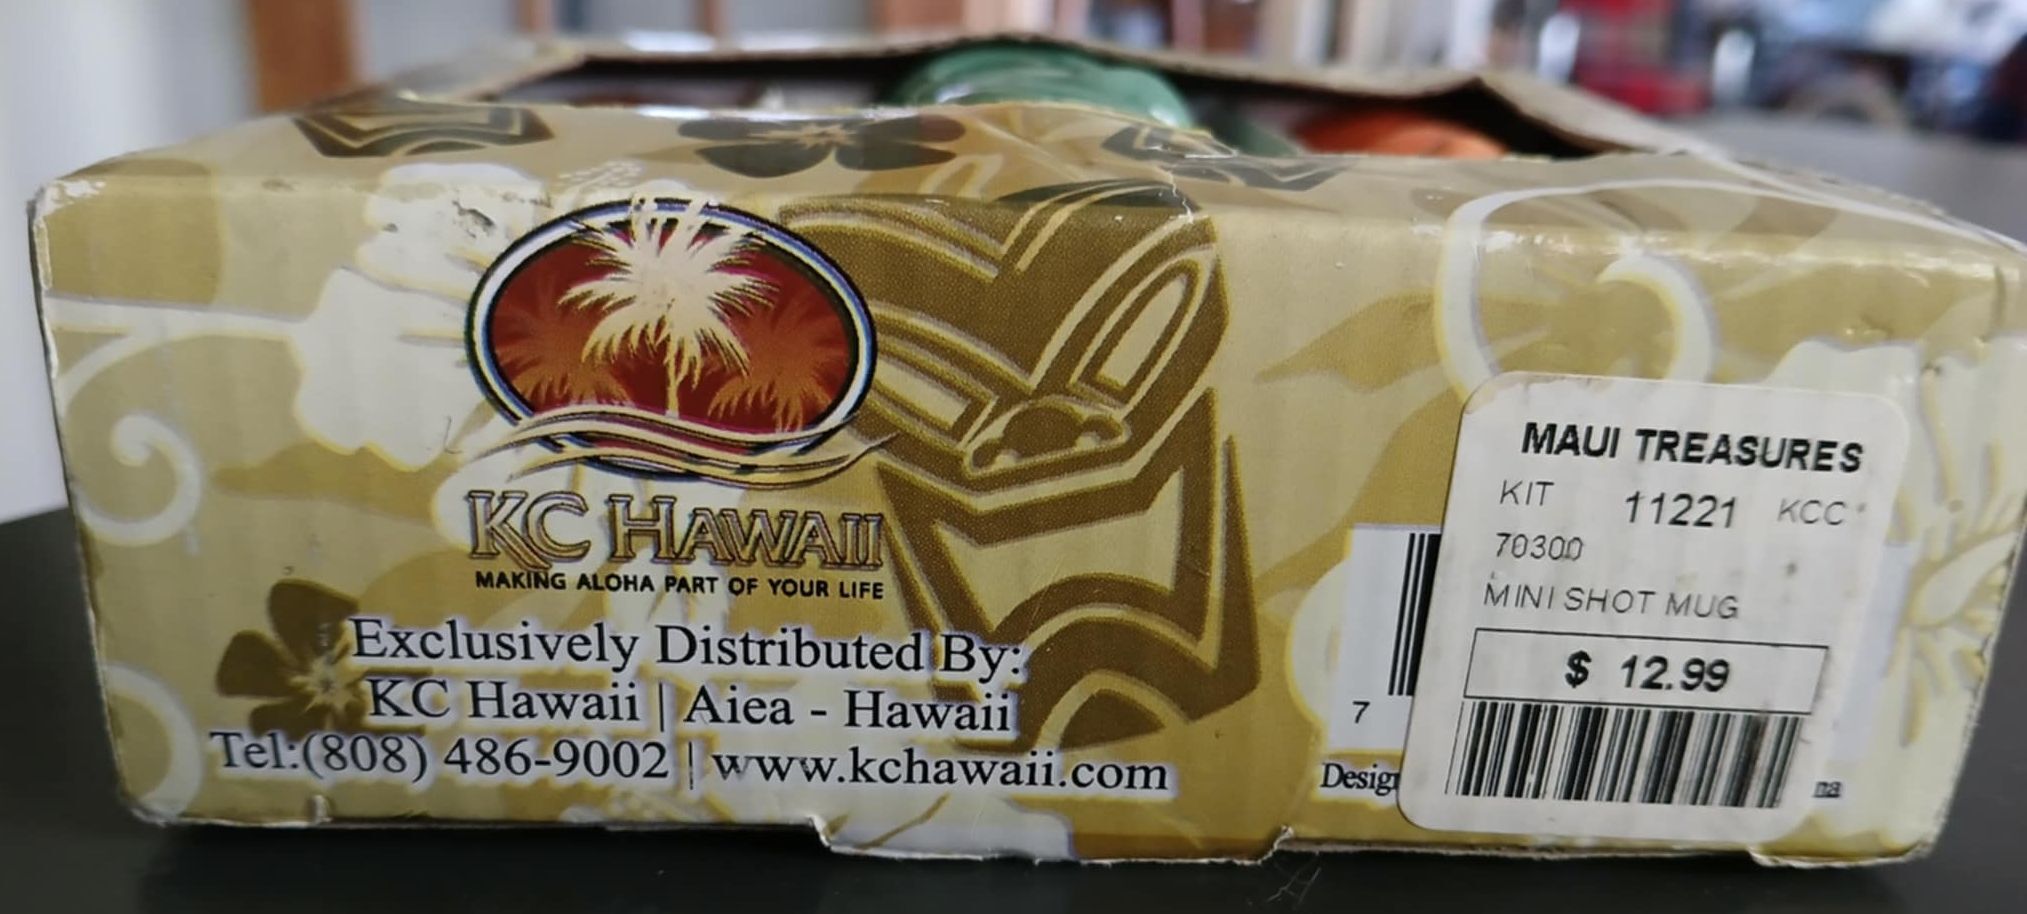 KC HAWAII
MAKING ALOHA PART OF YOUR LIFE
Exclusively Distributed By:
KC Hawaii | Aiea - Hawaii
Tel:(808) 486-9002 | www.kchawaii.com
7
MAUI TREASURES
KIT 11221 KCC
70300
MINI SHOT MUG
$ 12.99